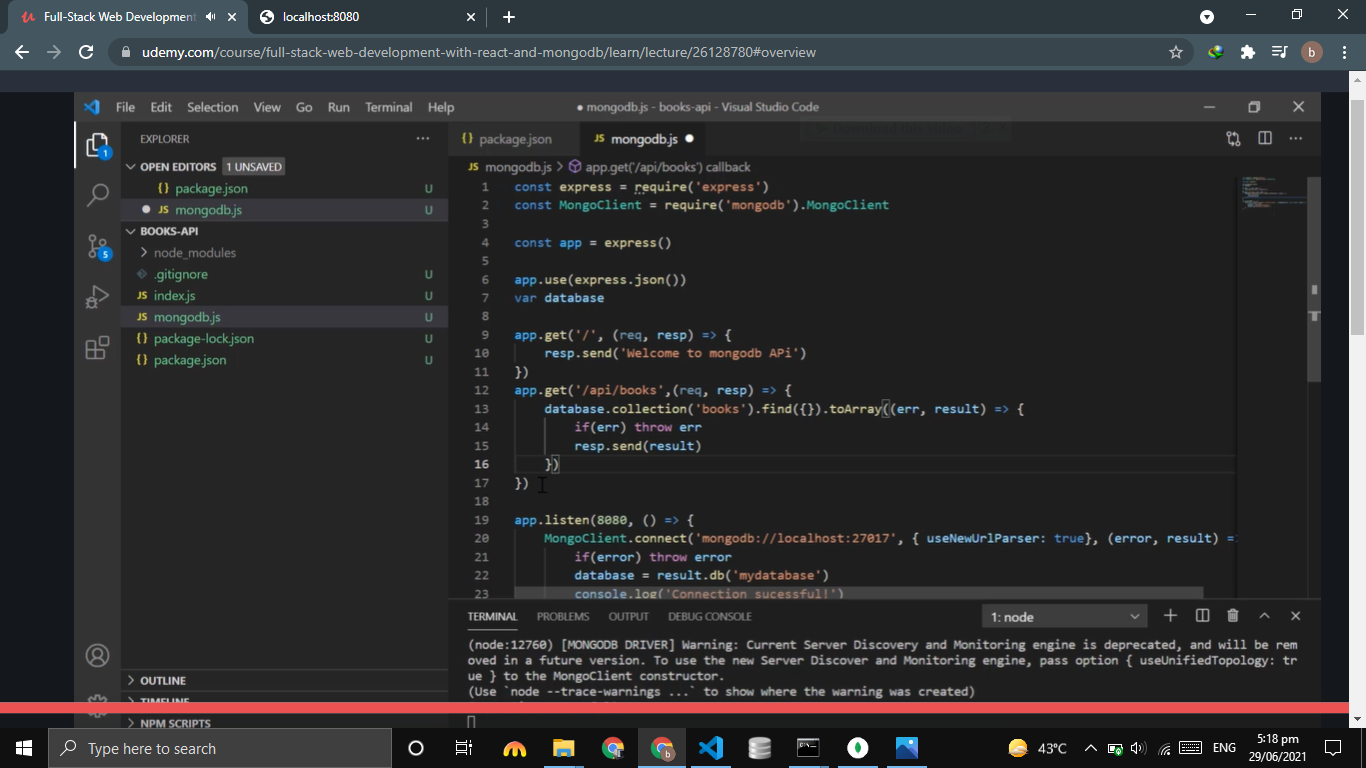 Full-Stack Web Development
localhost:8080
udemy.com/course/full-stack-web-development-with-react-and-mongodb/learn/lecture/26128780#overview
b
File Edit Selection View Go Run Terminal Help
● mongodb.js - books-api - Visual Studio Code
EXPLORER
OPEN EDITORS 1 UNSAVED
{} package.json U
● JS mongodb.js U
BOOKS-API
node_modules
.gitignore U
JS index.js U
JS mongodb.js U
{} package-lock.json U
{} package.json U
OUTLINE
TIMELINE
NPM SCRIPTS
1
5
{} package.json
JS mongodb.js ●
JS mongodb.js > app.get('/api/books') callback
1 const express = require('express')
2 const MongoClient = require('mongodb').MongoClient
3
4 const app = express()
5
6 app.use(express.json())
7 var database
8
9 app.get('/', (req, resp) => {
10 resp.send('Welcome to mongodb APi')
11 })
12 app.get('/api/books',(req, resp) => {
13 database.collection('books').find({}).toArray((err, result) => {
14 if(err) throw err
15 resp.send(result)
16 })
17 })
18
19 app.listen(8080, () => {
20 MongoClient.connect('mongodb://localhost:27017', { useNewUrlParser: true}, (error, result) =
21 if(error) throw error
22 database = result.db('mydatabase')
23 console.log('Connection sucessful!')
TERMINAL PROBLEMS OUTPUT DEBUG CONSOLE
1: node
(node:12760) [MONGODB DRIVER] Warning: Current Server Discovery and Monitoring engine is deprecated, and will be rem
oved in a future version. To use the new Server Discover and Monitoring engine, pass option { useUnifiedTopology: tr
ue } to the MongoClient constructor.
(Use `node --trace-warnings ...` to show where the warning was created)
Type here to search
43°C
ENG
5:18 pm
29/06/2021